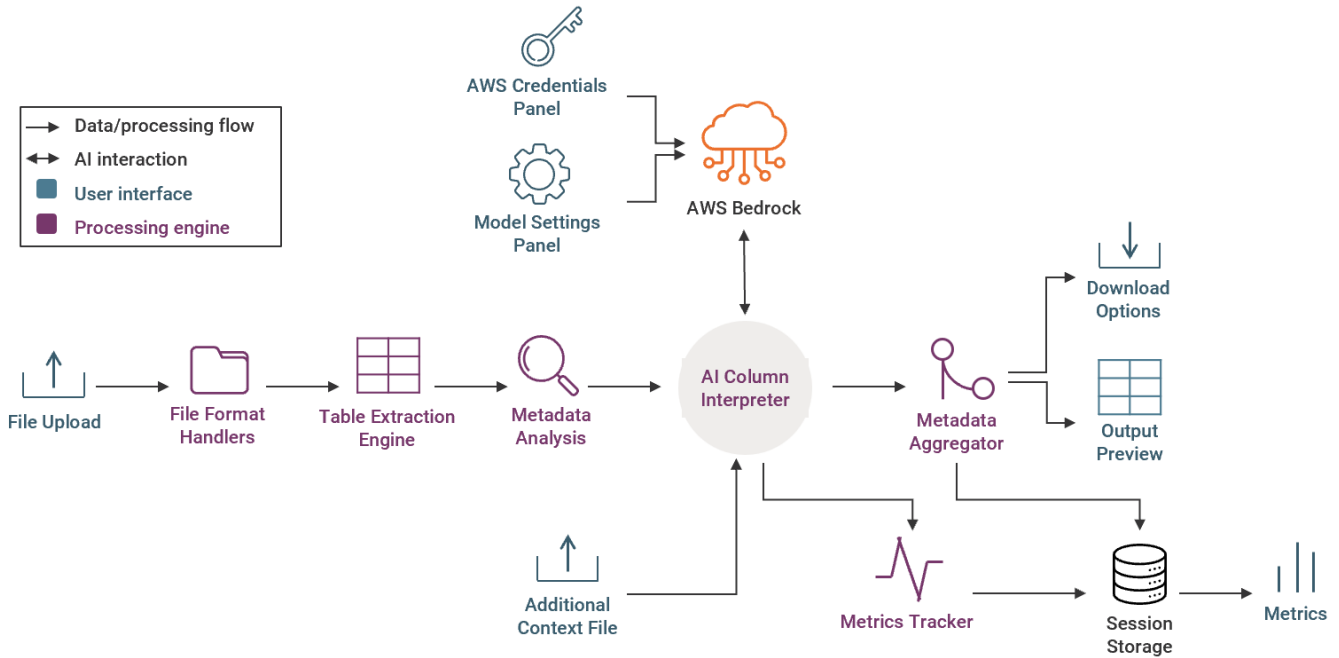 AWS Credentials
Panel
Data/processing flow
AI interaction
User interface
Processing engine
Model Settings
Panel
AWS Bedrock
Download
Options
File Upload
File Format
Handlers
Table Extraction
Engine
Metadata
Analysis
AI Column
Interpreter
Metadata
Aggregator
Output
Preview
Additional
Context File
Metrics Tracker
Session
Storage
Metrics